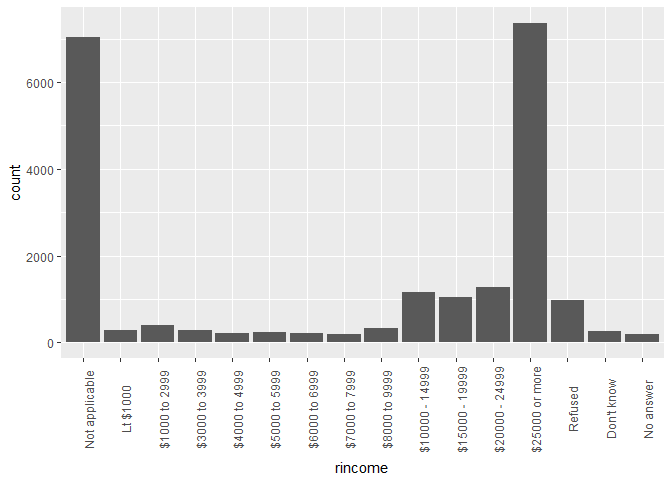 count
6000
4000
2000
0
Not applicable
Lt $1000
$1000 to 2999
$3000 to 3999
$4000 to 4999
$5000 to 5999
$6000 to 6999
$7000 to 7999
$8000 to 9999
$10000 - 14999
$15000 - 19999
$20000 - 24999
$25000 or more
Refused
Don't know
No answer
rincome